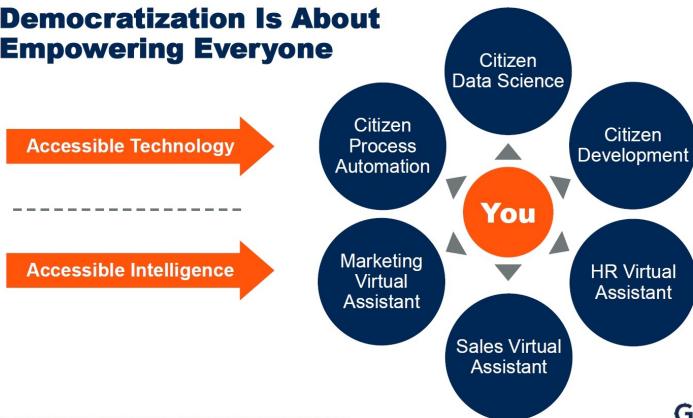 Democratization Is About
Empowering Everyone
Accessible Technology
Accessible Intelligence
Citizen
Data Science
Citizen
Process
Automation
Citizen
Development
You
Marketing
Virtual
Assistant
HR Virtual
Assistant
Sales Virtual
Assistant
G